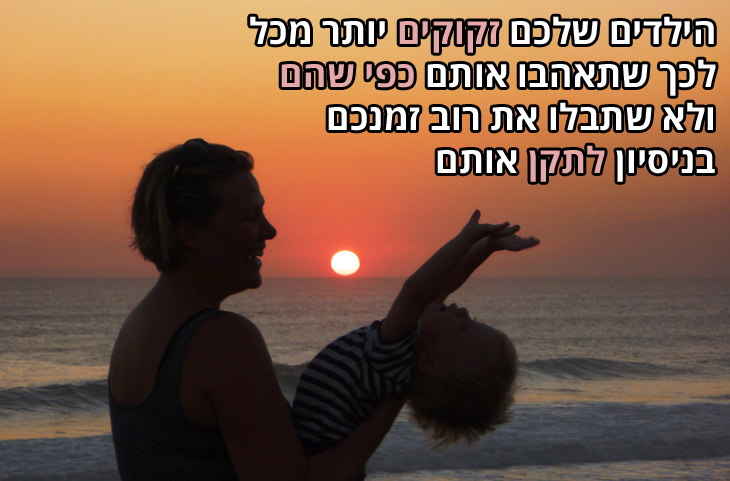 הילדים שלכם זקוקים יותר מכל
לכך שתאהבו אותם כפי שהם
ולא שתבלו את רוב זמנכם
בניסיון לתקן אותם